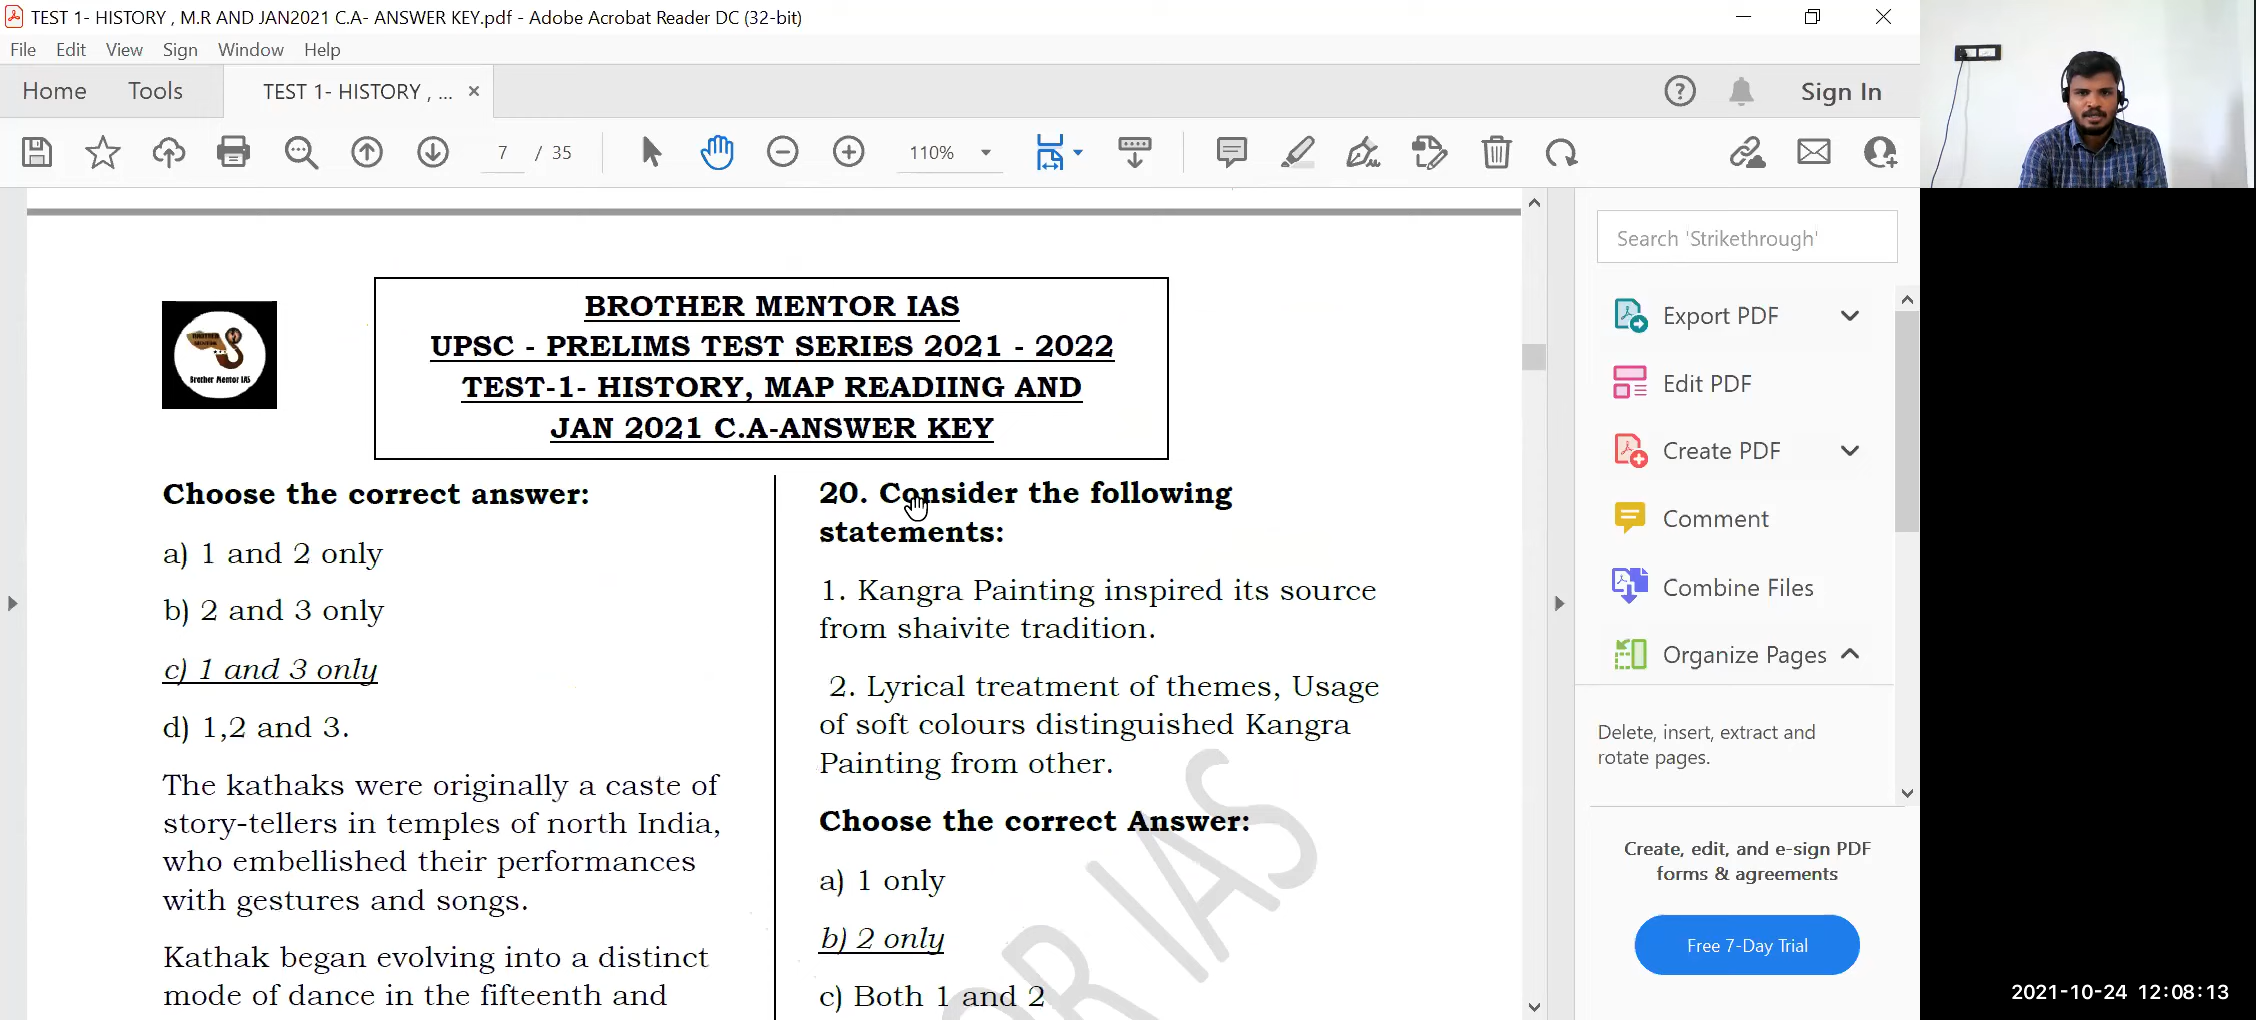 TEST 1- HISTORY , M.R AND JAN2021 C.A- ANSWER KEY.pdf - Adobe Acrobat Reader DC (32-bit)
File Edit View Sign Window Help
Home Tools TEST 1- HISTORY , ... × Sign In
7 / 35 110%
BROTHER MENTOR IAS
UPSC - PRELIMS TEST SERIES 2021 - 2022
TEST-1- HISTORY, MAP READIING AND
JAN 2021 C.A-ANSWER KEY
Brother Mentor IAS
Choose the correct answer:
a) 1 and 2 only
b) 2 and 3 only
c) 1 and 3 only
d) 1,2 and 3.
The kathaks were originally a caste of
story-tellers in temples of north India,
who embellished their performances
with gestures and songs.
Kathak began evolving into a distinct
mode of dance in the fifteenth and
20. Consider the following
statements:
1. Kangra Painting inspired its source
from shaivite tradition.
2. Lyrical treatment of themes, Usage
of soft colours distinguished Kangra
Painting from other.
Choose the correct Answer:
a) 1 only
b) 2 only
c) Both 1 and 2
OR IAS
Search 'Strikethrough'
Export PDF
Edit PDF
Create PDF
Comment
Combine Files
Organize Pages
Delete, insert, extract and
rotate pages.
Create, edit, and e-sign PDF
forms & agreements
Free 7-Day Trial
2021-10-24 12:08:13